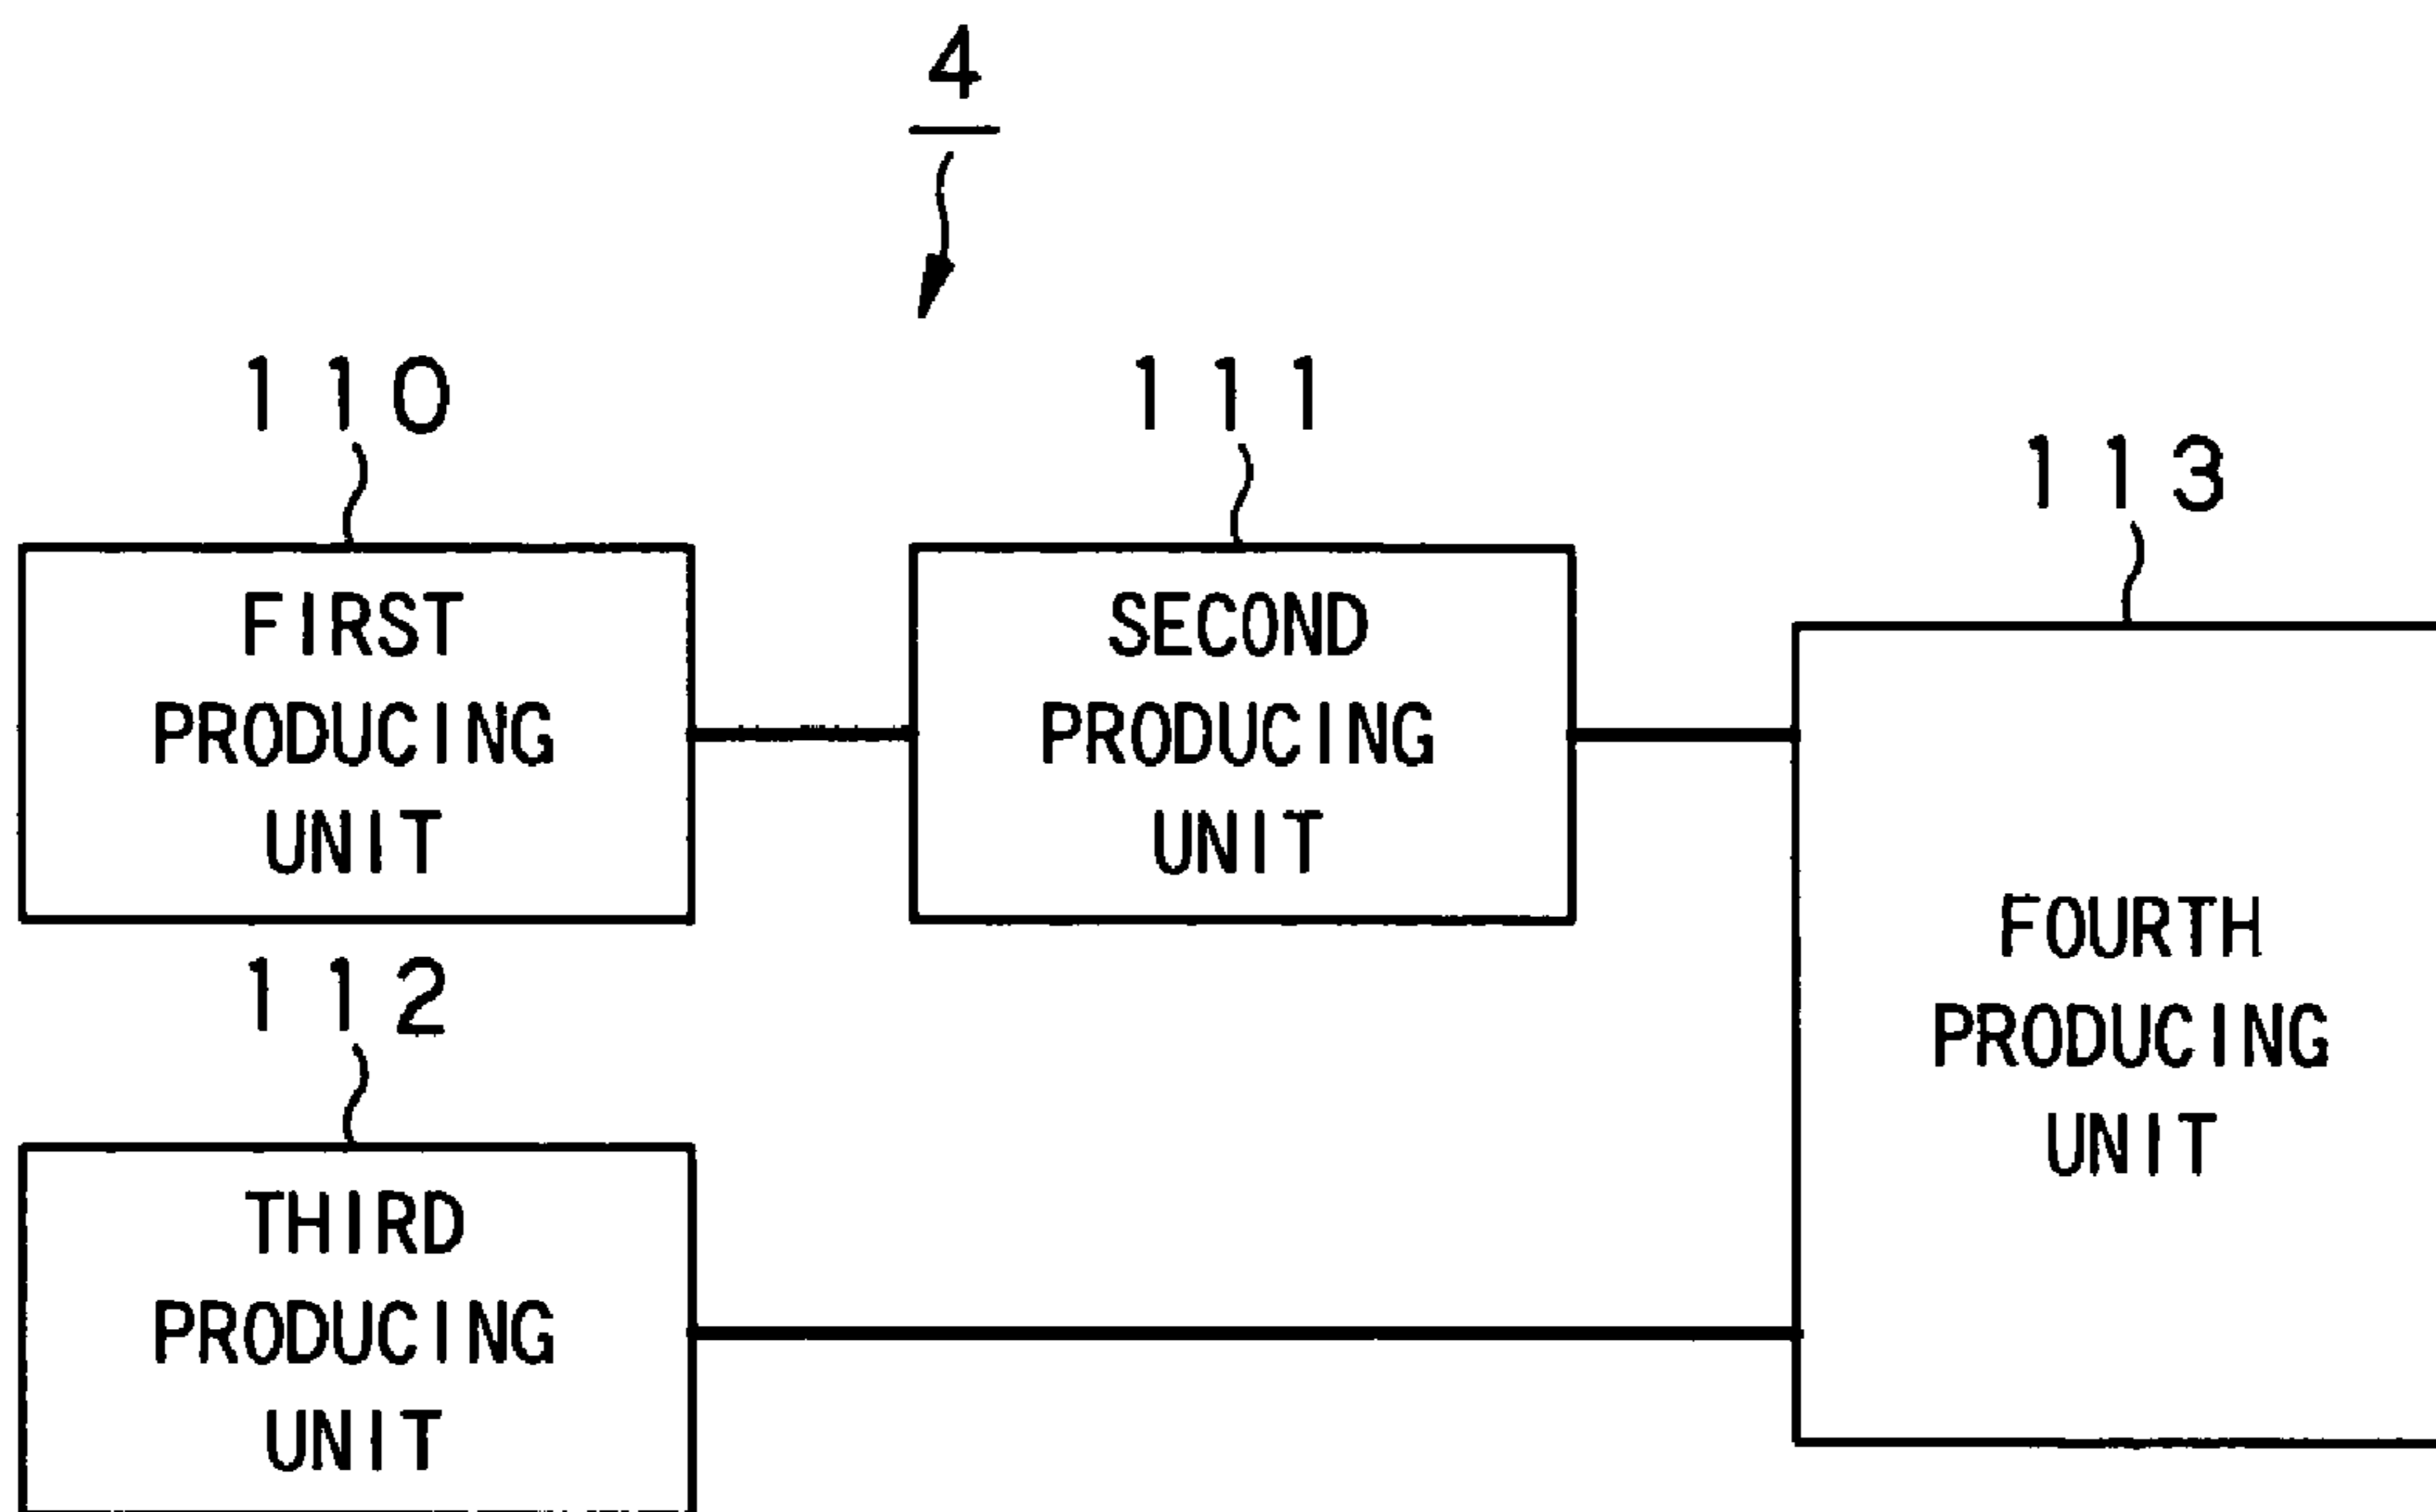 4
110
111
113
FIRST
PRODUCING
UNIT
SECOND
PRODUCING
UNIT
FOURTH
PRODUCING
UNIT
112
THIRD
PRODUCING
UNIT